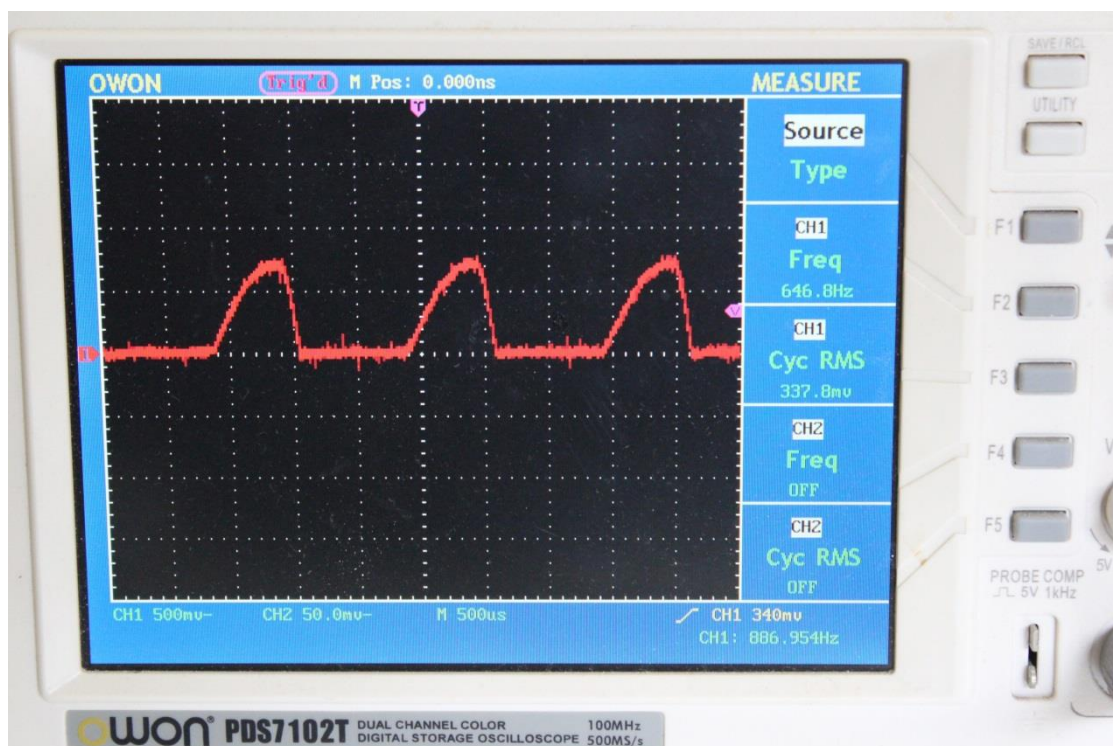 OWON Trig'd M Pos: 0.000ns MEASURE
T
Source
Type
CH1
Freq
646.8Hz
CH1
Cyc RMS
337.8mv
CH2
Freq
OFF
CH2
Cyc RMS
OFF
1
CH1 500mv~ CH2 50.0mv~ M 500us CH1 340mv
CH1: 886.954Hz
SAVE/RCL
UTILITY
F1
F2
F3
F4
F5
V
5V
PROBE COMP
5V 1kHz
OWON® PDS7102T DUAL CHANNEL COLOR 100MHz
DIGITAL STORAGE OSCILLOSCOPE 500MS/s